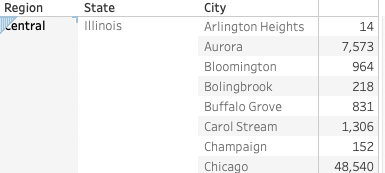 Region State City
Central Illinois Arlington Heights 14
Aurora 7,573
Bloomington 964
Bolingbrook 218
Buffalo Grove 831
Carol Stream 1,306
Champaign 152
Chicago 48,540